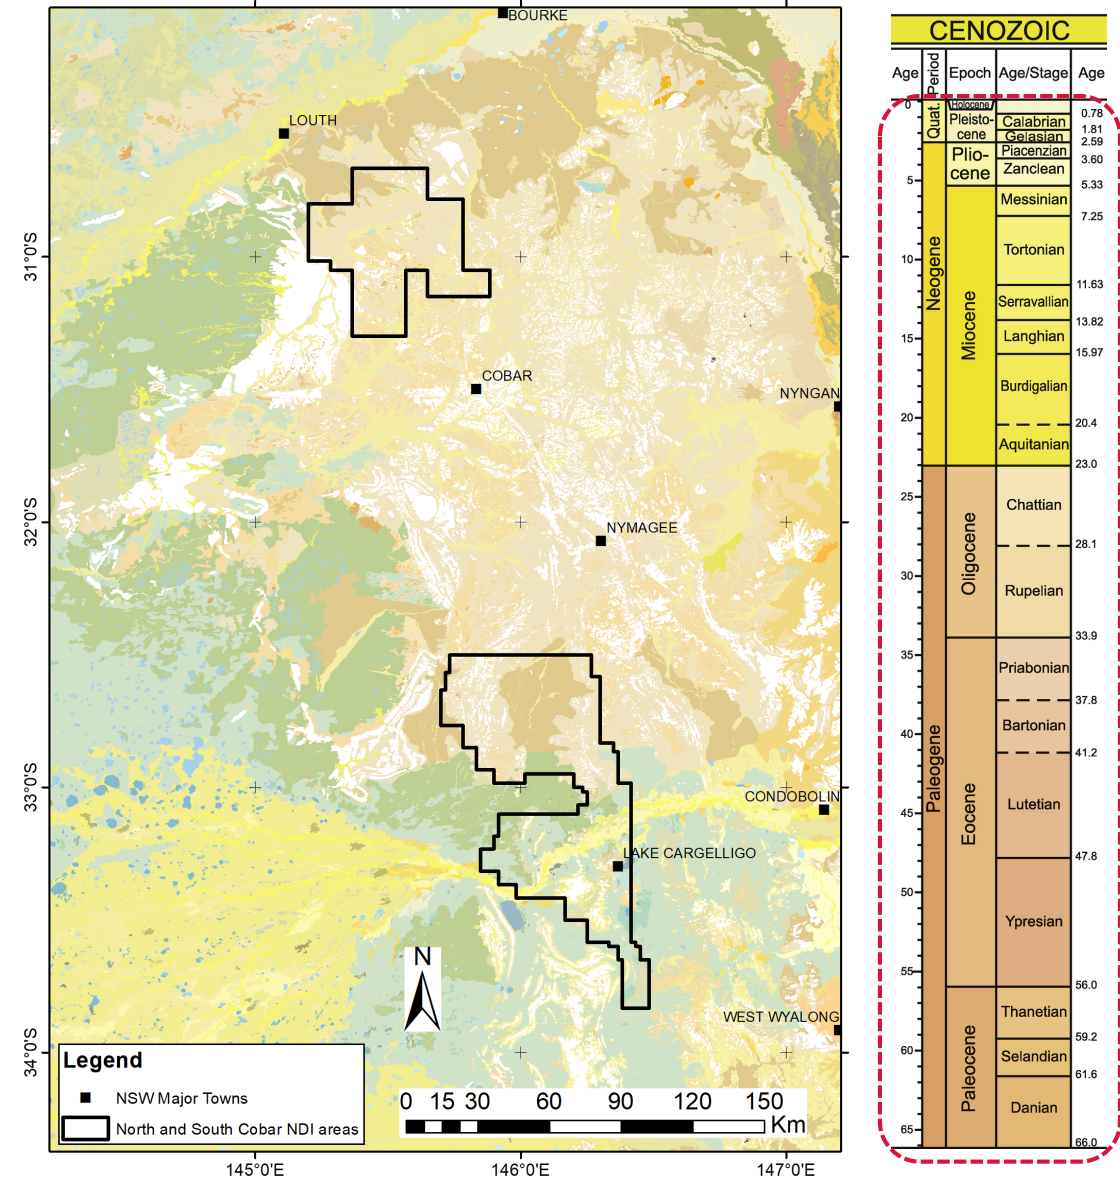 BOURKE
LOUTH
31°0'S
COBAR
NYNGAN
32°0'S
NYMAGEE
33°0'S
CONDOBOLIN
LAKE CARGELLIGO
N
WEST WYALONG
34°0'S
Legend
NSW Major Towns
North and South Cobar NDI areas
0 15 30 60 90 120 150
Km
145°0'E 146°0'E 147°0'E
CENOZOIC
Age Period Epoch Age/Stage Age
0
Quat.
Holocene
Pleisto-
cene
0.78
Calabrian
1.81
Gelasian
2.59
Neogene
Plio-
cene
Piacenzian
3.60
Zanclean
5
5.33
Miocene
Messinian
7.25
Tortonian
10
11.63
Serravallian
13.82
Langhian
15
15.97
Burdigalian
20
20.4
Aquitanian
23.0
Paleogene
Oligocene
Chattian
25
28.1
Rupelian
30
33.9
Eocene
35
Priabonian
37.8
Bartonian
40
41.2
Lutetian
45
47.8
Ypresian
50
55
56.0
Paleocene
Thanetian
59.2
60
Selandian
61.6
Danian
65
66.0